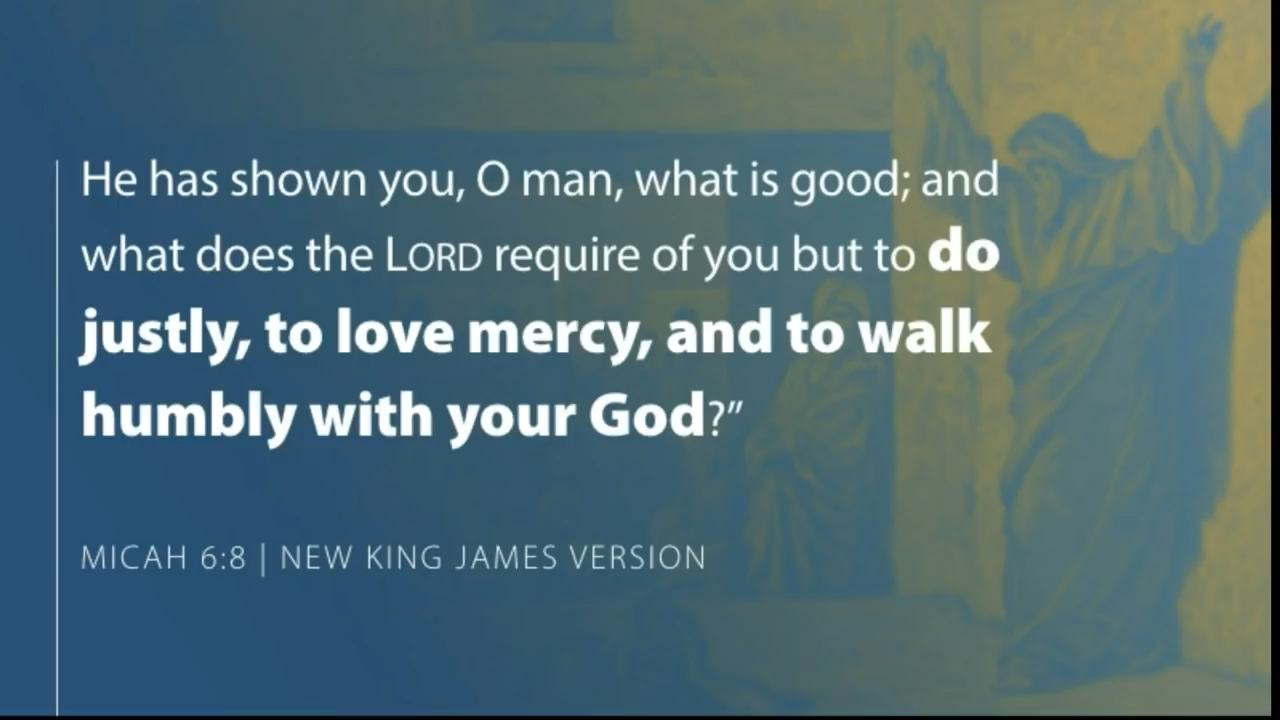 He has shown you, O man, what is good; and
what does the LORD require of you but to do
justly, to love mercy, and to walk
humbly with your God?”
MICAH 6:8 | NEW KING JAMES VERSION